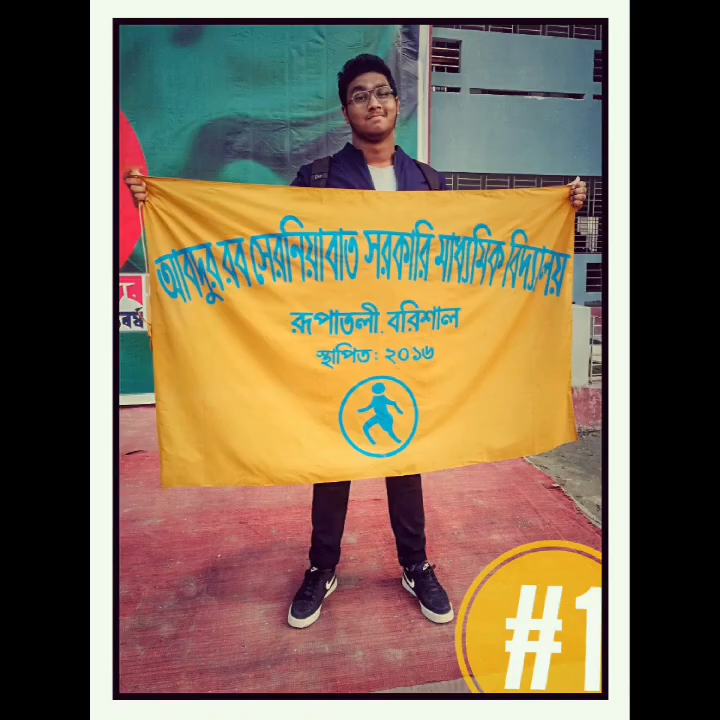 আবদুর রব সেরনিয়াবাত সরকারি মাধ্যমিক বিদ্যালয়
রূপাতলী, বরিশাল
স্থাপিত : ২০১৬
#1